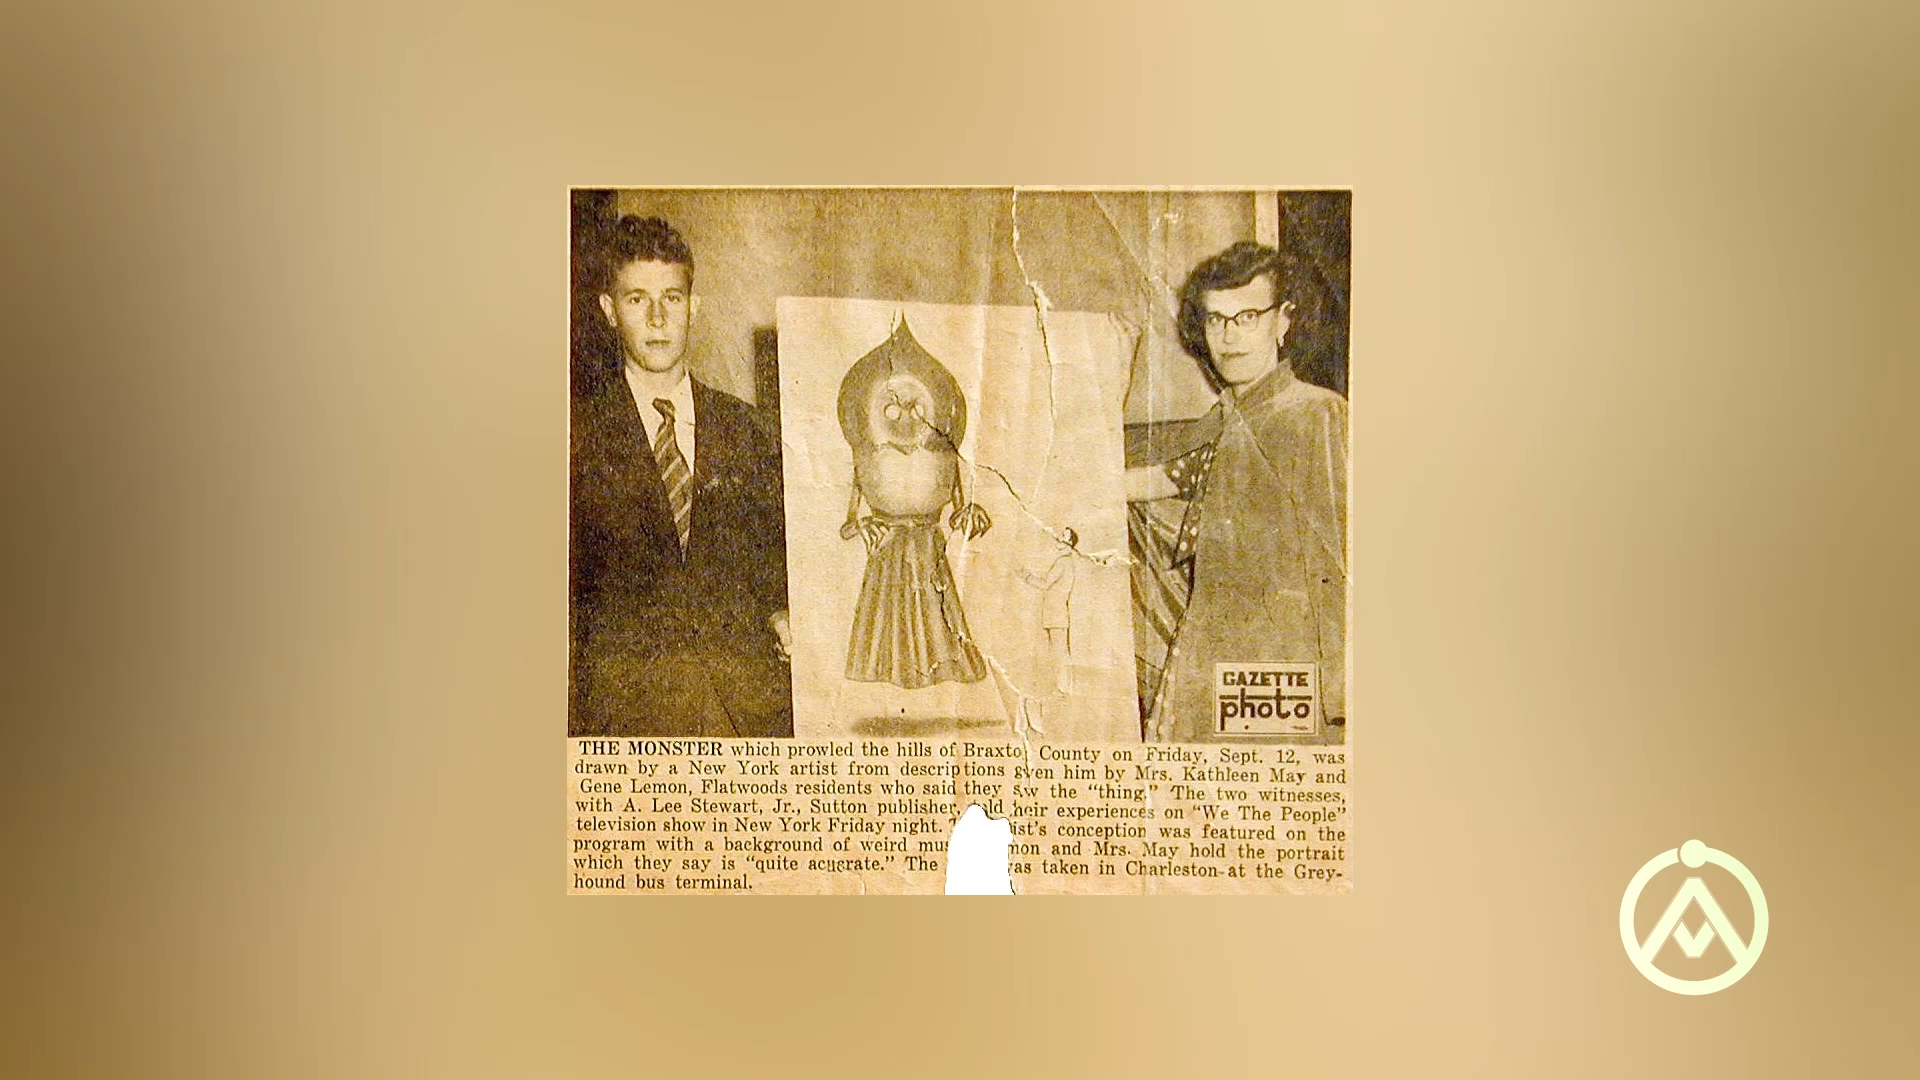 GAZETTE
photo
THE MONSTER which prowled the hills of Braxto County on Friday, Sept. 12, was
drawn by a New York artist from descriptions given him by Mrs. Kathleen May and
Gene Lemon, Flatwoods residents who said they s w the “thing.” The two witnesses,
with A. Lee Stewart, Jr., Sutton publisher, ld heir experiences on “We The People”
television show in New York Friday night. T ist’s conception was featured on the
program with a background of weird mus mon and Mrs. May hold the portrait
which they say is “quite acucrate.” The was taken in Charleston at the Grey-
hound bus terminal.